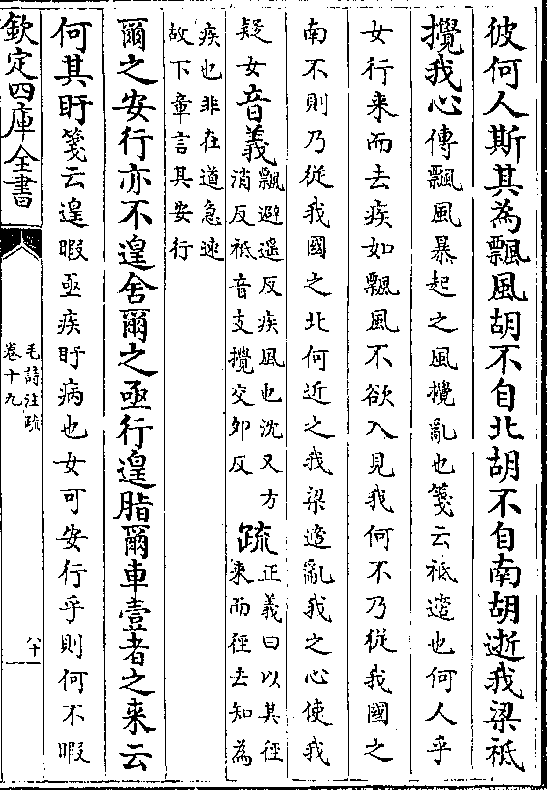 彼何人斯其為飄風胡不自北胡不自南胡逝我梁祗
攪我心傳飄風暴起之風攪亂也箋云祗適也何人乎
女行来而去疾如飄風不欲入見我何不乃從我國之
南不則乃從我國之北何近之我梁適亂我之心使我
疑女音義飄避遥反疾風也沈又方消反祗音支攪交夘反疏正義曰以其徑来而徑去知為
疾也非在道急速故下章言其安行
爾之安行亦不遑舍爾之亟行遑脂爾車壹者之来云
何其盱箋云遑暇亟疾盱病也女可安行乎則何不暇
欽定四庫全書
毛詩注疏
卷十九
八十